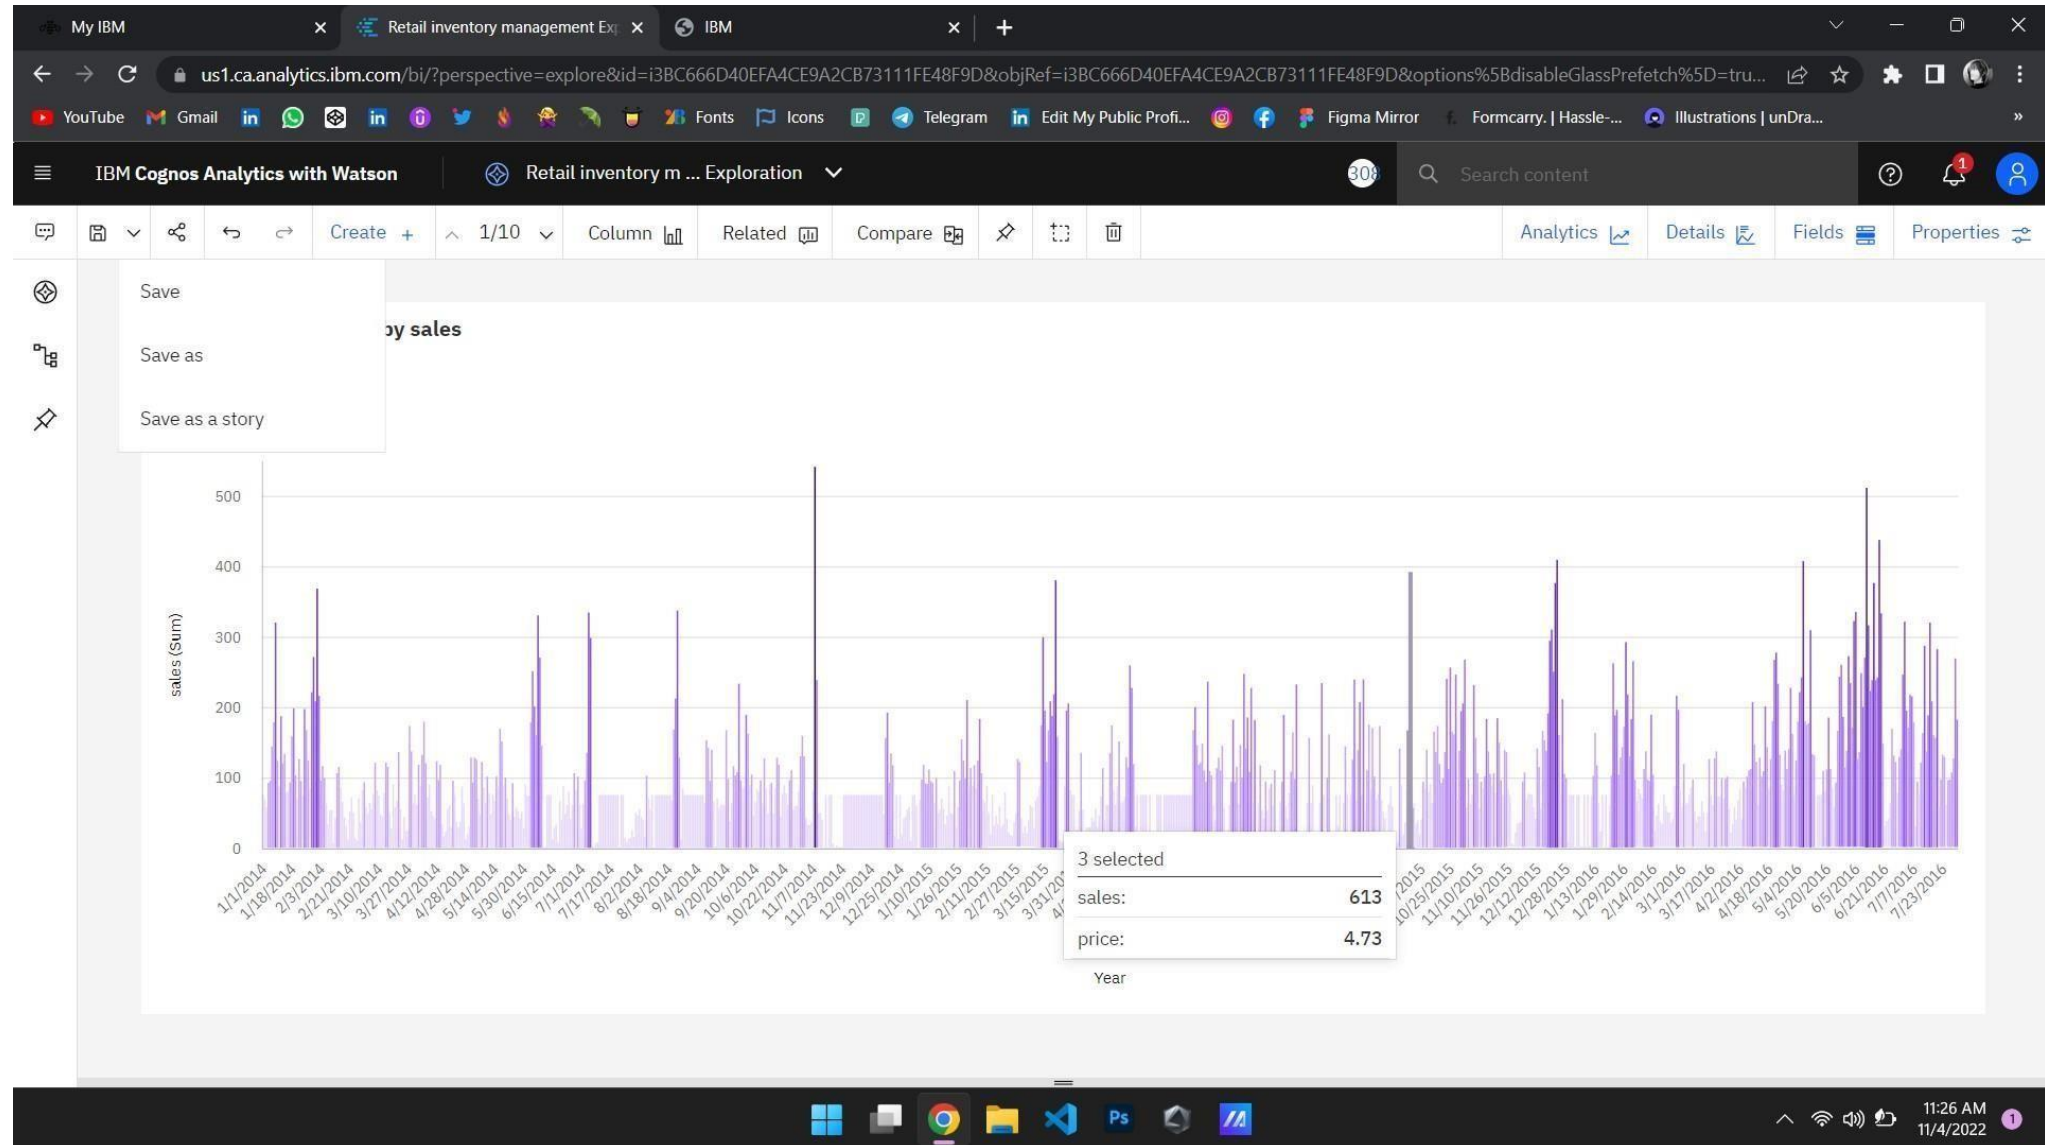 My IBM
Retail inventory management Exp
IBM
us1.ca.analytics.ibm.com/bi/?perspective=explore&id=i3BC666D40EFA4CE9A2CB73111FE48F9D&objRef=i3BC666D40EFA4CE9A2CB73111FE48F9D&options%5BdisableGlassPrefetch%5D=tru...
YouTube Gmail Fonts Icons Telegram Edit My Public Profi... Figma Mirror Formcarry. | Hassle-... Illustrations | unDra... »
IBM Cognos Analytics with Watson
Retail inventory m ... Exploration
308
Search content
1
Create +
1/10
Column
Related
Compare
Analytics
Details
Fields
Properties
Save
Save as
Save as a story
by sales
sales (Sum)
500
400
300
200
100
0
1/1/2014 1/18/2014 2/3/2014 2/21/2014 3/10/2014 3/27/2014 4/12/2014 4/28/2014 5/14/2014 5/30/2014 6/15/2014 7/1/2014 7/17/2014 8/2/2014 8/18/2014 9/4/2014 9/20/2014 10/6/2014 10/22/2014 11/7/2014 11/23/2014 12/9/2014 12/25/2014 1/10/2015 1/26/2015 2/11/2015 2/27/2015 3/15/2015 10/25/2015 11/10/2015 11/26/2015 12/12/2015 12/28/2015 1/13/2016 1/29/2016 2/14/2016 3/1/2016 3/17/2016 4/2/2016 4/18/2016 5/4/2016 5/20/2016 6/5/2016 6/21/2016 7/7/2016 7/23/2016
3 selected
sales: 613
price: 4.73
Year
Ps
11:26 AM
11/4/2022
1